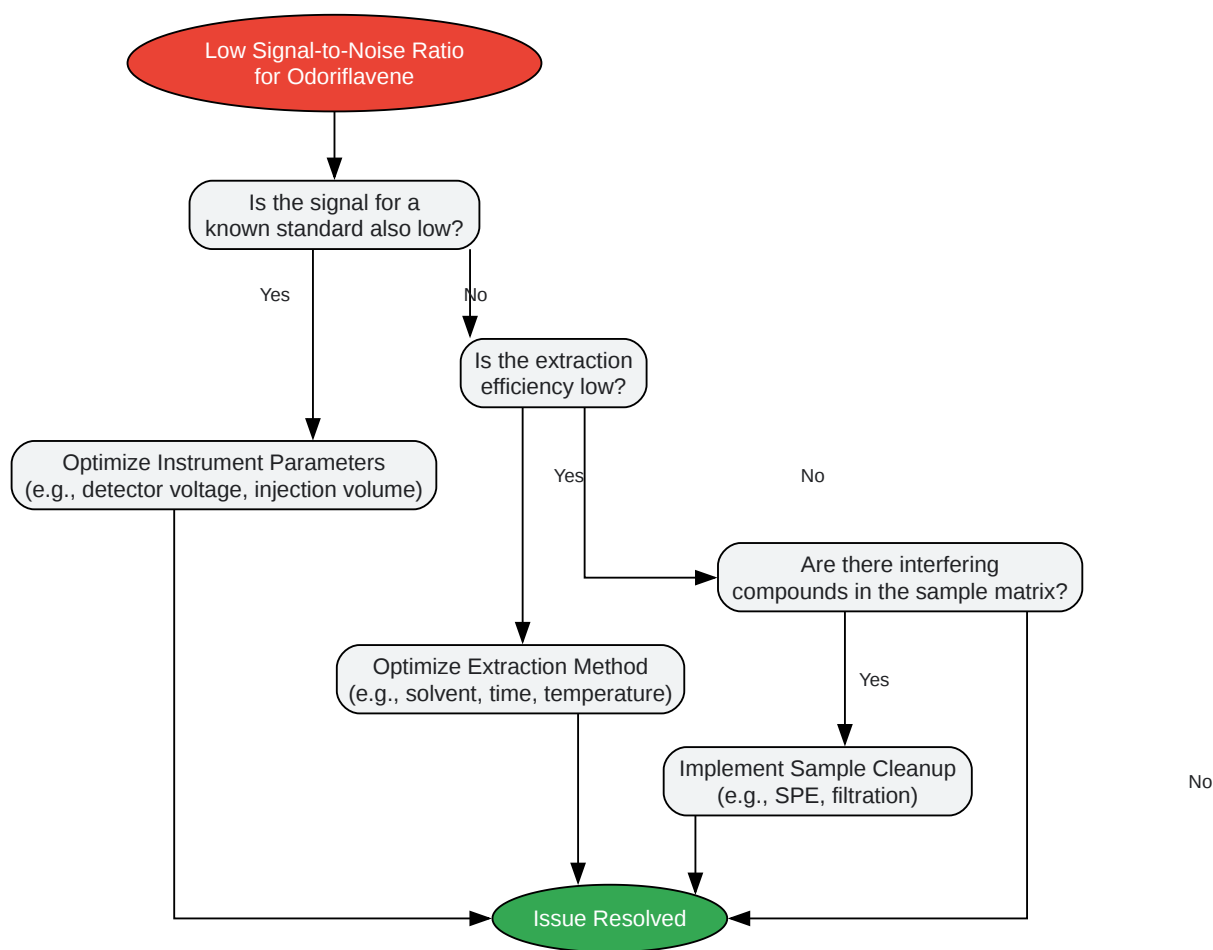 Low Signal-to-Noise Ratio
for Odoriflavene
Is the signal for a
known standard also low?
Yes
No
Is the extraction
efficiency low?
Optimize Instrument Parameters
(e.g., detector voltage, injection volume)
Yes
No
Are there interfering
compounds in the sample matrix?
Optimize Extraction Method
(e.g., solvent, time, temperature)
Yes
Implement Sample Cleanup
(e.g., SPE, filtration)
No
Issue Resolved